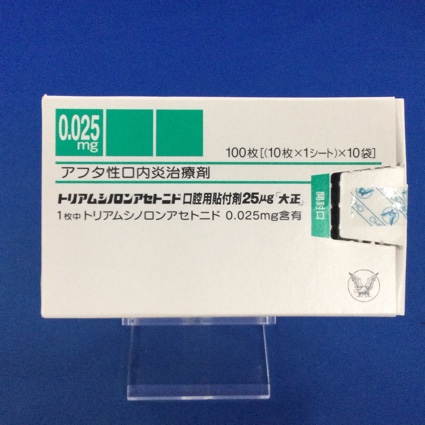 0.025
mg
100枚[(10枚×1シート)×10袋]
アフタ性口内炎治療剤
トリアムシノロンアセトニド口腔用貼付剤25μg「大正」
1枚中トリアムシノロンアセトニド 0.025mg含有
開封口